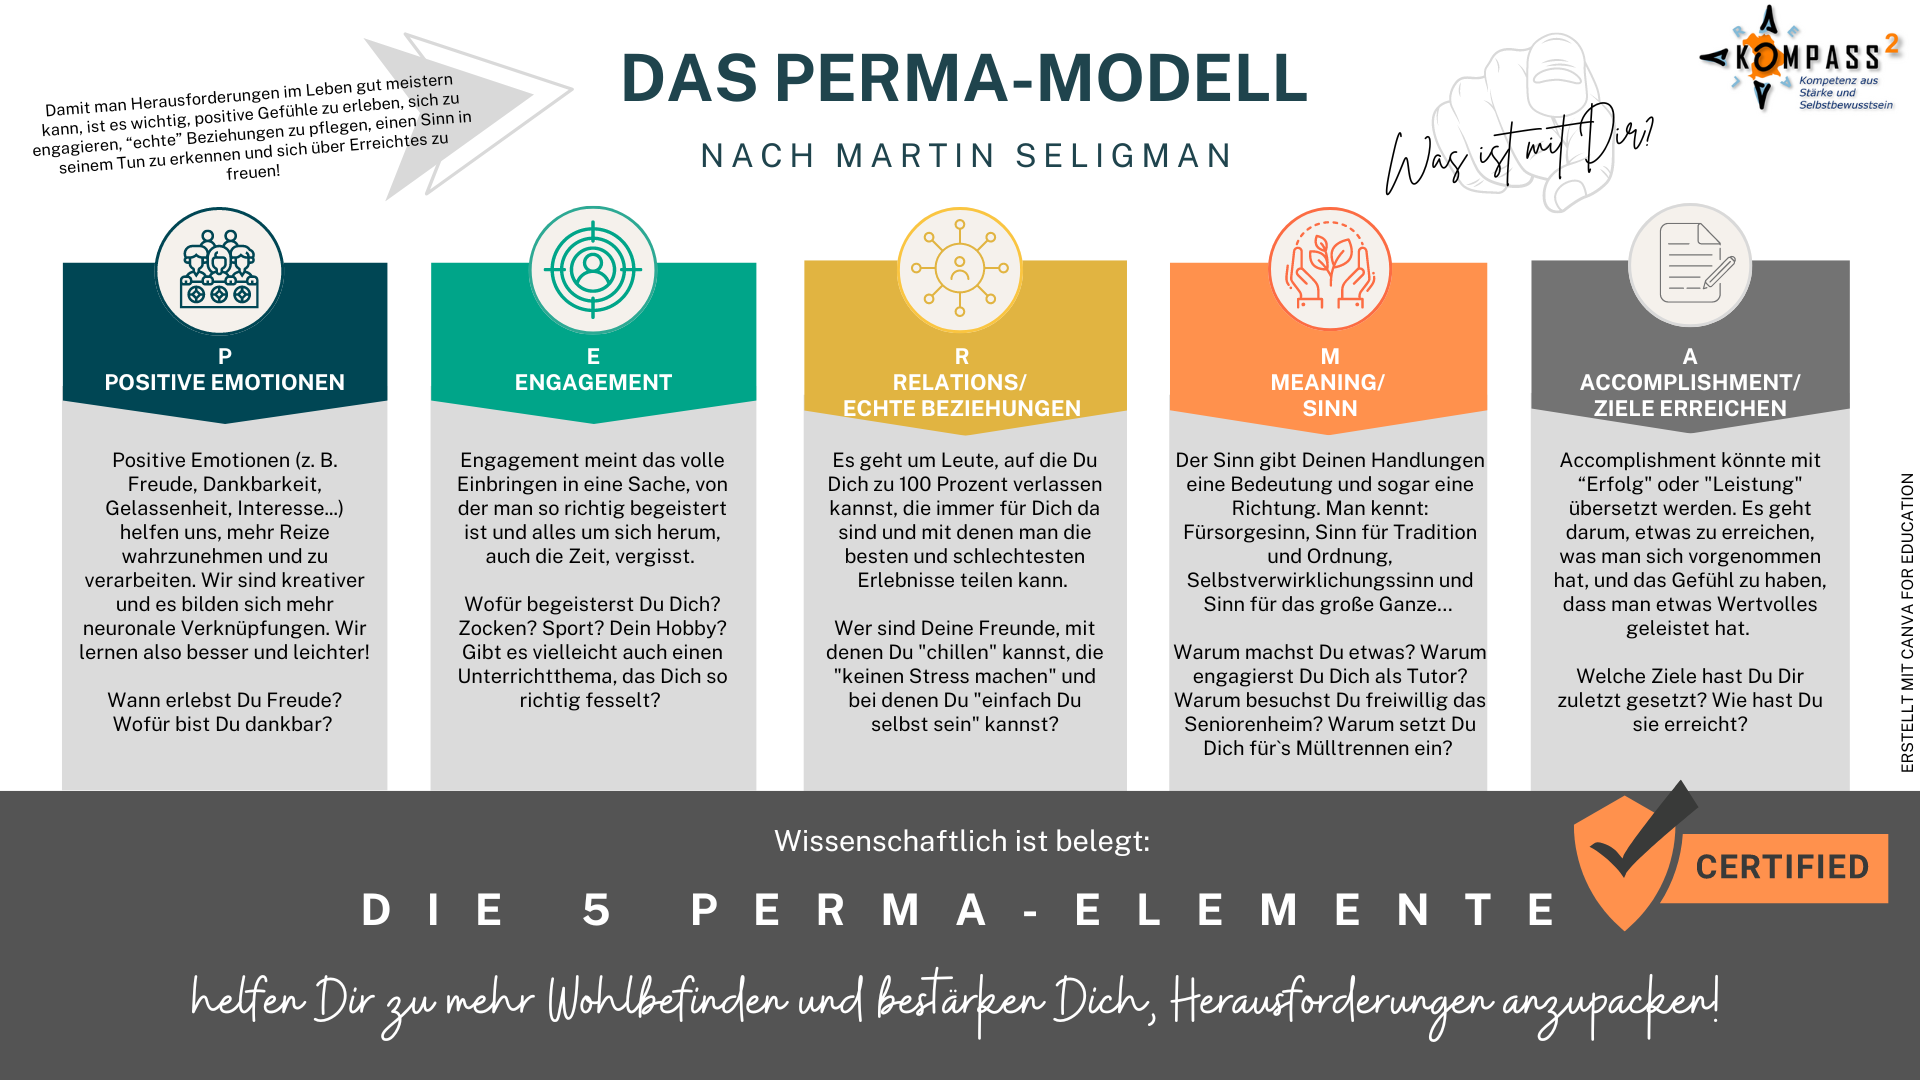 Damit man Herausforderungen im Leben gut meistern
kann, ist es wichtig, positive Gefühle zu erleben, sich zu
engagieren, “echte” Beziehungen zu pflegen, einen Sinn in
seinem Tun zu erkennen und sich über Erreichtes zu
freuen!
DAS PERMA-MODELL
NACH MARTIN SELIGMAN
Was ist mit Dir?
KOMPASS²
Kompetenz aus
Stärke und
Selbstbewusstsein
P
POSITIVE EMOTIONEN
Positive Emotionen (z. B.
Freude, Dankbarkeit,
Gelassenheit, Interesse...)
helfen uns, mehr Reize
wahrzunehmen und zu
verarbeiten. Wir sind kreativer
und es bilden sich mehr
neuronale Verknüpfungen. Wir
lernen also besser und leichter!
Wann erlebst Du Freude?
Wofür bist Du dankbar?
E
ENGAGEMENT
Engagement meint das volle
Einbringen in eine Sache, von
der man so richtig begeistert
ist und alles um sich herum,
auch die Zeit, vergisst.
Wofür begeisterst Du Dich?
Zocken? Sport? Dein Hobby?
Gibt es vielleicht auch einen
Unterrichtthema, das Dich so
richtig fesselt?
R
RELATIONS/
ECHTE BEZIEHUNGEN
Es geht um Leute, auf die Du
Dich zu 100 Prozent verlassen
kannst, die immer für Dich da
sind und mit denen man die
besten und schlechtesten
Erlebnisse teilen kann.
Wer sind Deine Freunde, mit
denen Du "chillen" kannst, die
"keinen Stress machen" und
bei denen Du "einfach Du
selbst sein" kannst?
M
MEANING/
SINN
Der Sinn gibt Deinen Handlungen
eine Bedeutung und sogar eine
Richtung. Man kennt:
Fürsorgesinn, Sinn für Tradition
und Ordnung,
Selbstverwirklichungssinn und
Sinn für das große Ganze...
Warum machst Du etwas? Warum
engagierst Du Dich als Tutor?
Warum besuchst Du freiwillig das
Seniorenheim? Warum setzt Du
Dich für`s Mülltrennen ein?
A
ACCOMPLISHMENT/
ZIELE ERREICHEN
Accomplishment könnte mit
“Erfolg" oder "Leistung"
übersetzt werden. Es geht
darum, etwas zu erreichen,
was man sich vorgenommen
hat, und das Gefühl zu haben,
dass man etwas Wertvolles
geleistet hat.
Welche Ziele hast Du Dir
zuletzt gesetzt? Wie hast Du
sie erreicht?
ERSTELLT MIT CANVA FOR EDUCATION
Wissenschaftlich ist belegt:
DIE 5 PERMA-ELEMENTE
CERTIFIED
helfen Dir zu mehr Wohlbefinden und bestärken Dich, Herausforderungen anzupacken!